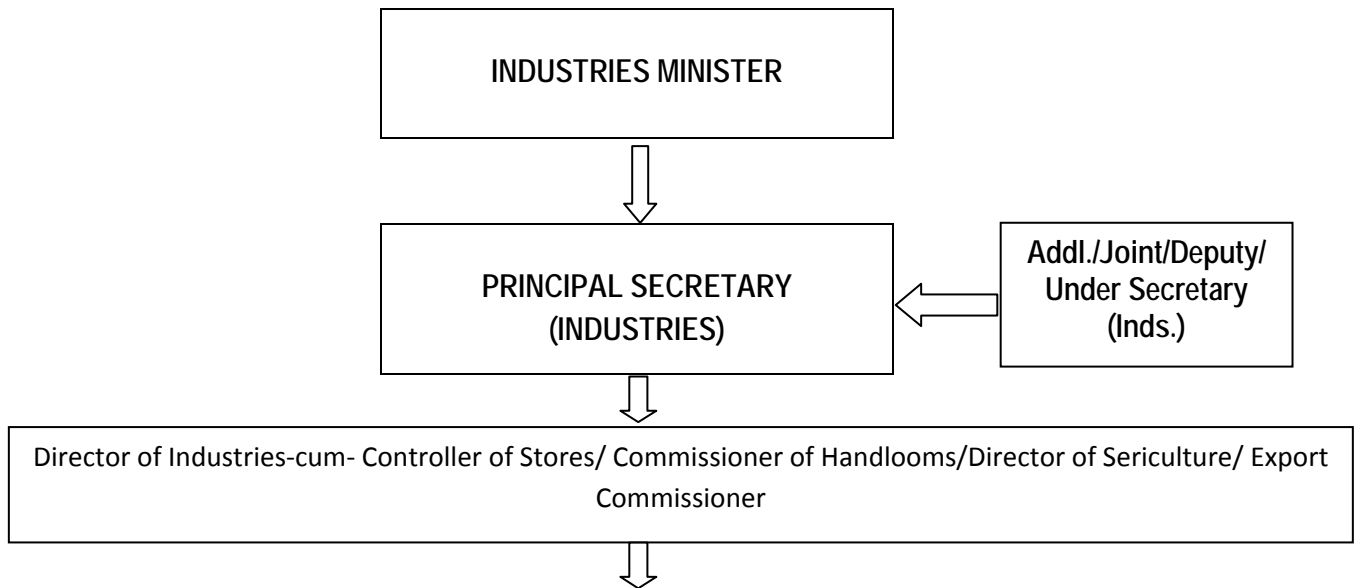 INDUSTRIES MINISTER
PRINCIPAL SECRETARY
(INDUSTRIES)
Addl./Joint/Deputy/
Under Secretary
(Inds.)
Director of Industries-cum- Controller of Stores/ Commissioner of Handlooms/Director of Sericulture/ Export
Commissioner